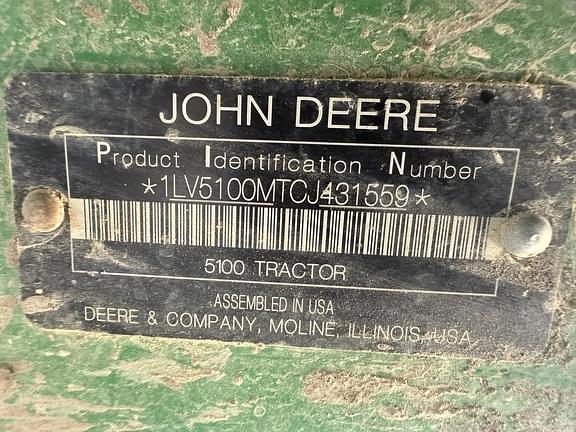 JOHN DEERE
Product Identification Number
*1LV5100MTCJ431559*
5100 TRACTOR
ASSEMBLED IN USA
DEERE & COMPANY, MOLINE, ILLINOIS, USA